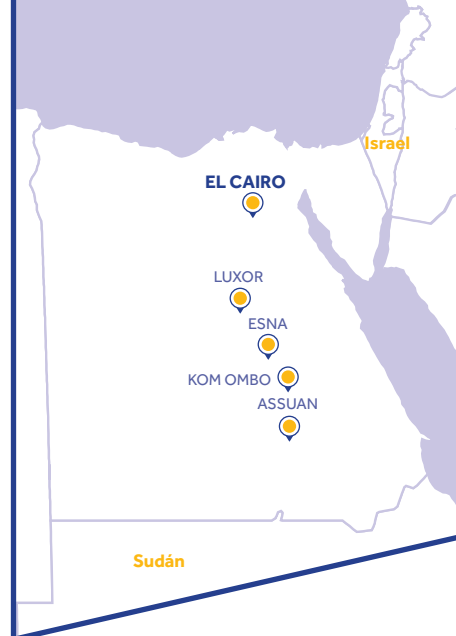 Israel
EL CAIRO
LUXOR
ESNA
KOM OMBO
ASSUAN
Sudán